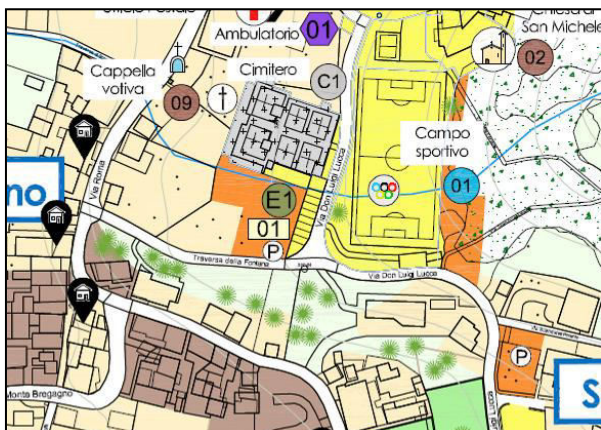 Ufficio Postale
Ambulatorio
01
Chiesa di
San Michele
02
Cappella
votiva
09
Cimitero
C1
Campo
sportivo
01
Via Roma
no
Via Don Luigi Lucca
E1
01
P
Traversa della Fontana
Via Don Luigi Lucca
P
Monte Bregagno
S